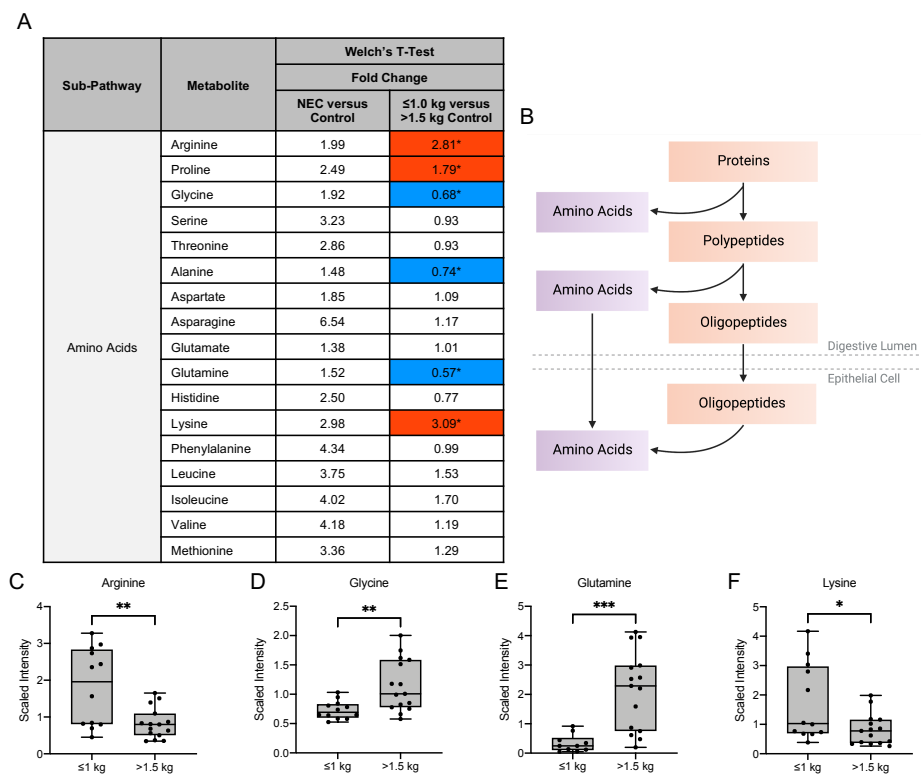 A
Sub-Pathway Metabolite Welch's T-Test
Fold Change
NEC versus Control ≤1.0 kg versus >1.5 kg Control
Amino Acids
Arginine 1.99 2.81*
Proline 2.49 1.79*
Glycine 1.92 0.68*
Serine 3.23 0.93
Threonine 2.86 0.93
Alanine 1.48 0.74*
Aspartate 1.85 1.09
Asparagine 6.54 1.17
Glutamate 1.38 1.01
Glutamine 1.52 0.57*
Histidine 2.50 0.77
Lysine 2.98 3.09*
Phenylalanine 4.34 0.99
Leucine 3.75 1.53
Isoleucine 4.02 1.70
Valine 4.18 1.19
Methionine 3.36 1.29
B
Proteins
Amino Acids
Polypeptides
Amino Acids
Oligopeptides
Digestive Lumen
Epithelial Cell
Oligopeptides
Amino Acids
C
Arginine
**
Scaled Intensity
4
3
2
1
0
≤1 kg >1.5 kg
D
Glycine
**
Scaled Intensity
2.5
2.0
1.5
1.0
0.5
0.0
≤1 kg >1.5 kg
E
Glutamine
***
Scaled Intensity
5
4
3
2
1
0
≤1 kg >1.5 kg
F
Lysine
*
Scaled Intensity
5
4
3
2
1
0
≤1 kg >1.5 kg